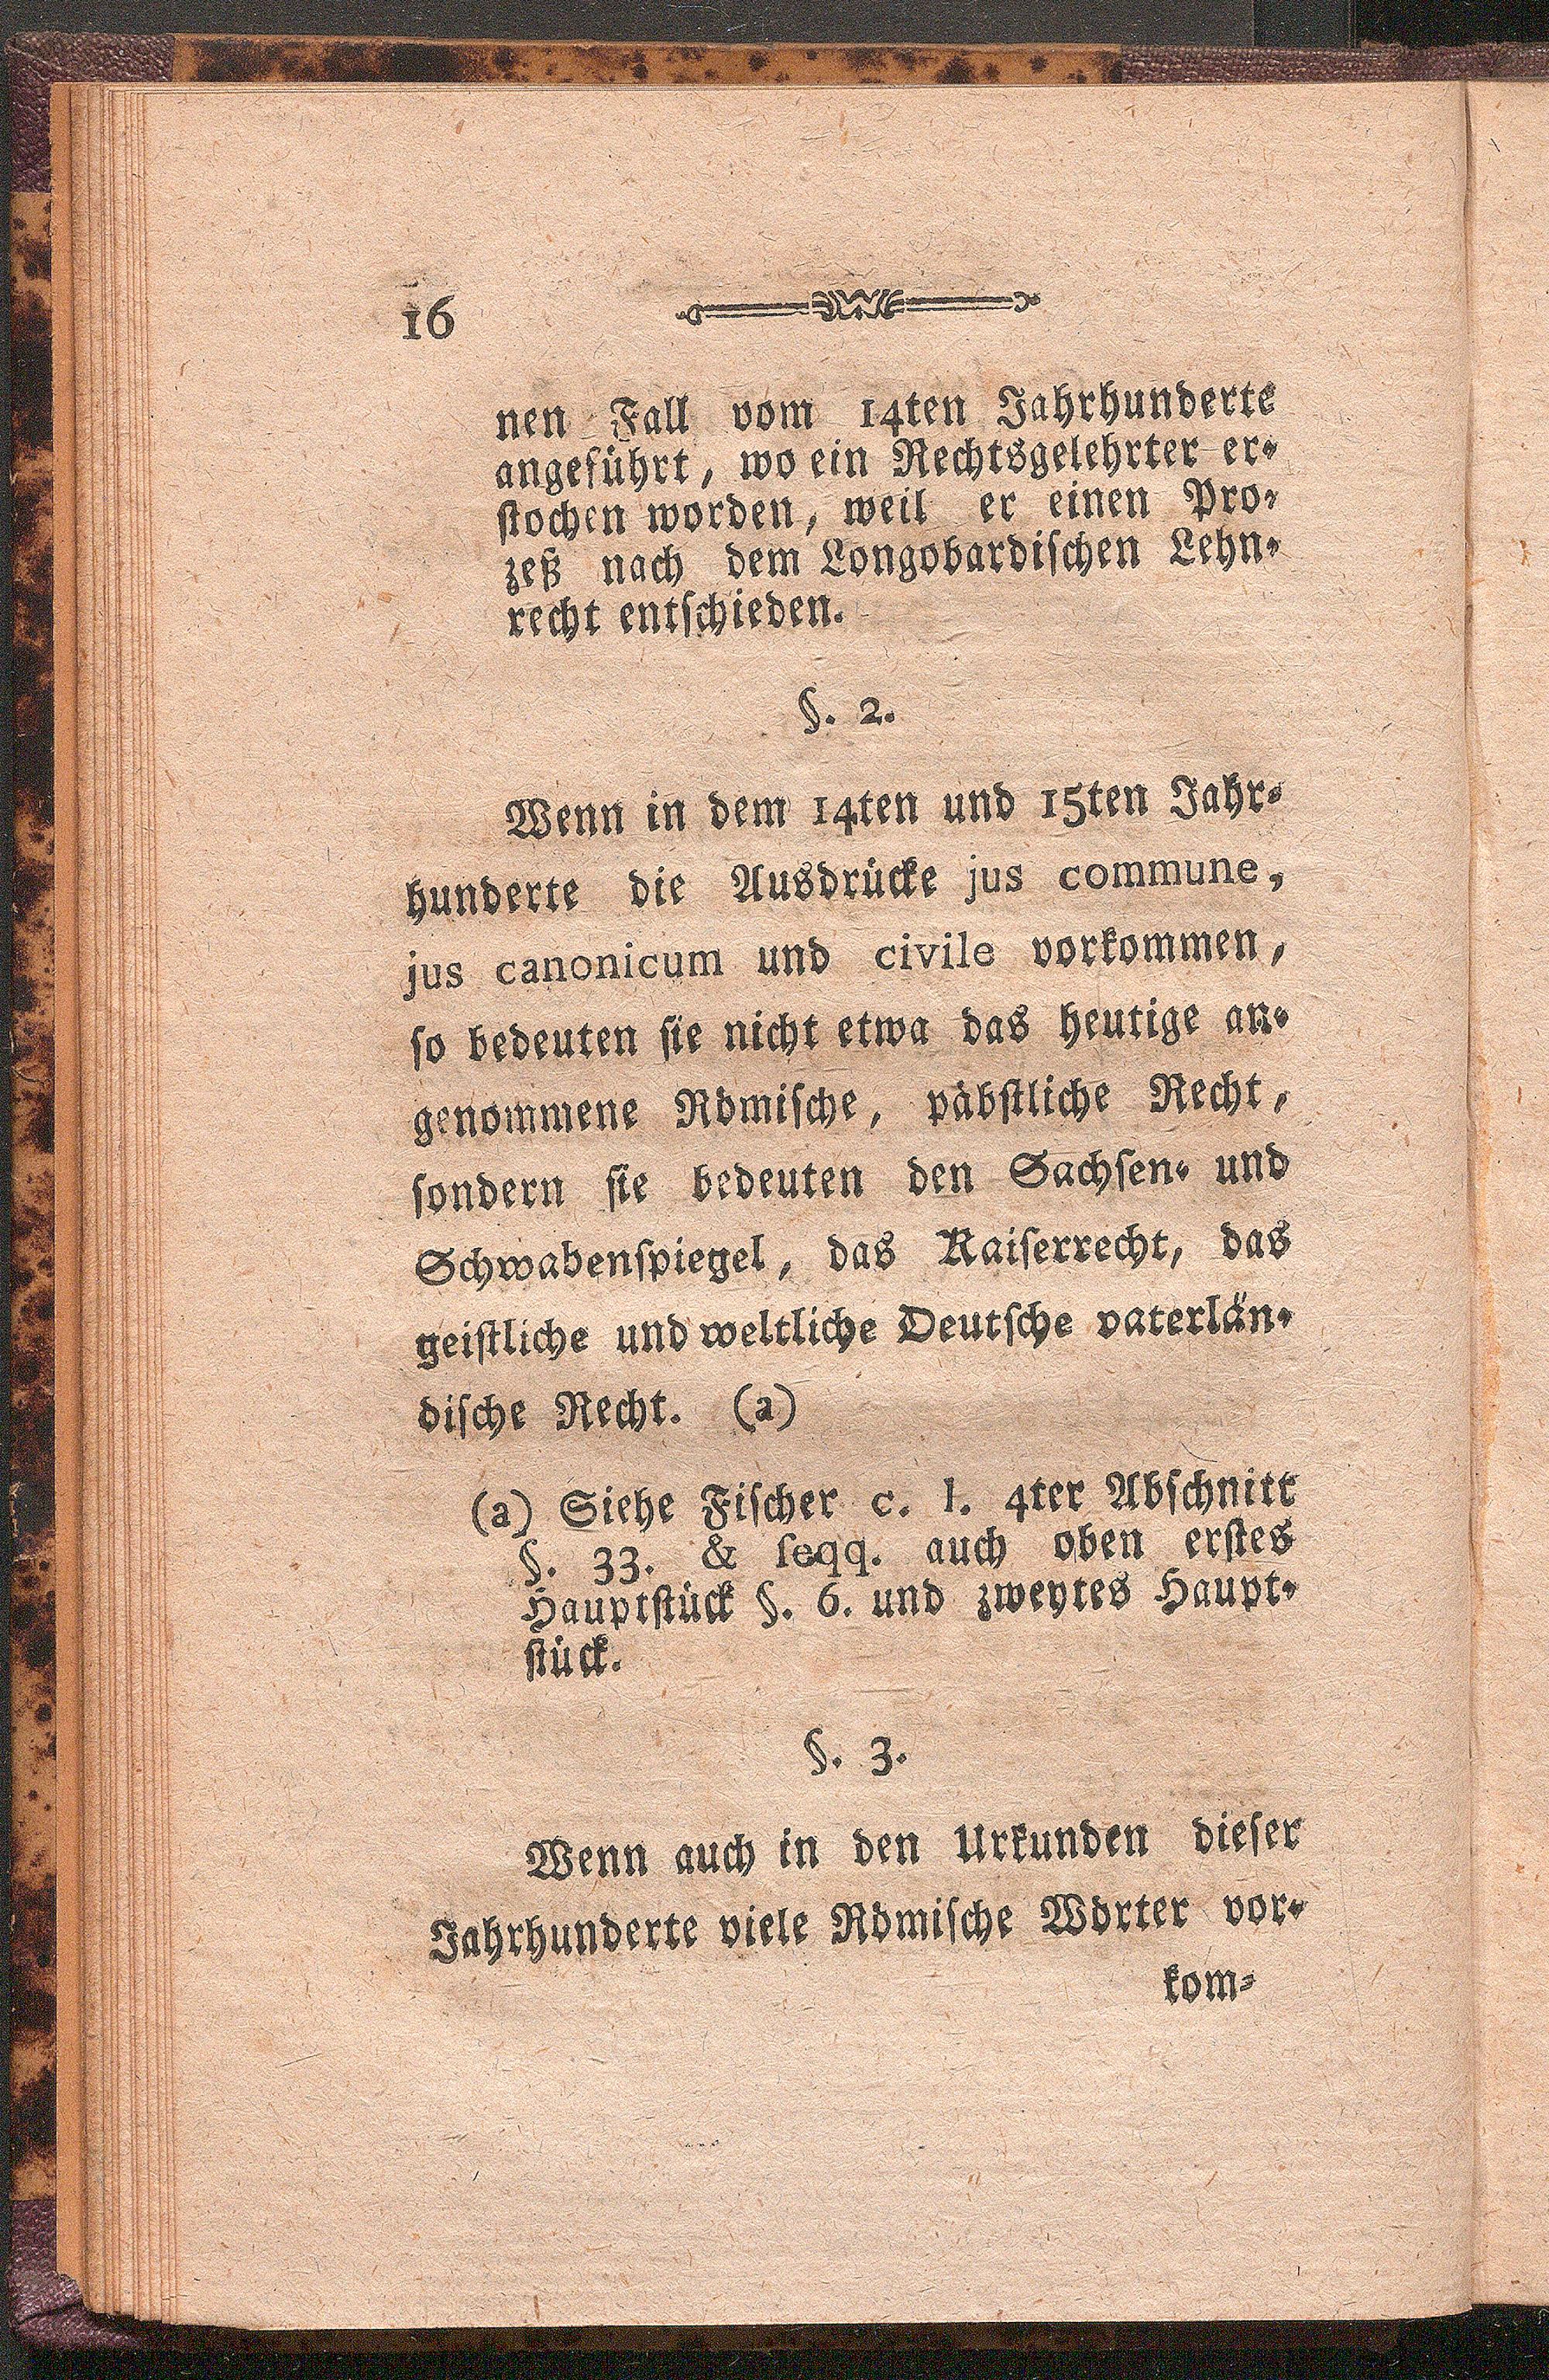 16
nen Fall vom 14ten Jahrhunderte
angeführt, wo ein Rechtsgelehrter er-
stochen worden, weil er einen Pro-
zeß nach dem Longobardischen Lehn-
recht entschieden.
§. 2.
Wenn in dem 14ten und 15ten Jahr-
hunderte die Ausdrücke jus commune,
jus canonicum und civile vorkommen,
so bedeuten sie nicht etwa das heutige an-
genommene Römische, päbstliche Recht,
sondern sie bedeuten den Sachsen- und
Schwabenspiegel, das Kaiserrecht, das
geistliche und weltliche Deutsche vaterlän-
dische Recht. (a)
(a) Siehe Fischer c. l. 4ter Abschnitt
§. 33. & seqq. auch oben erstes
Hauptstück §. 6. und zweytes Haupt-
stück.
§. 3.
Wenn auch in den Urkunden dieser
Jahrhunderte viele Römische Wörter vor-
kom-